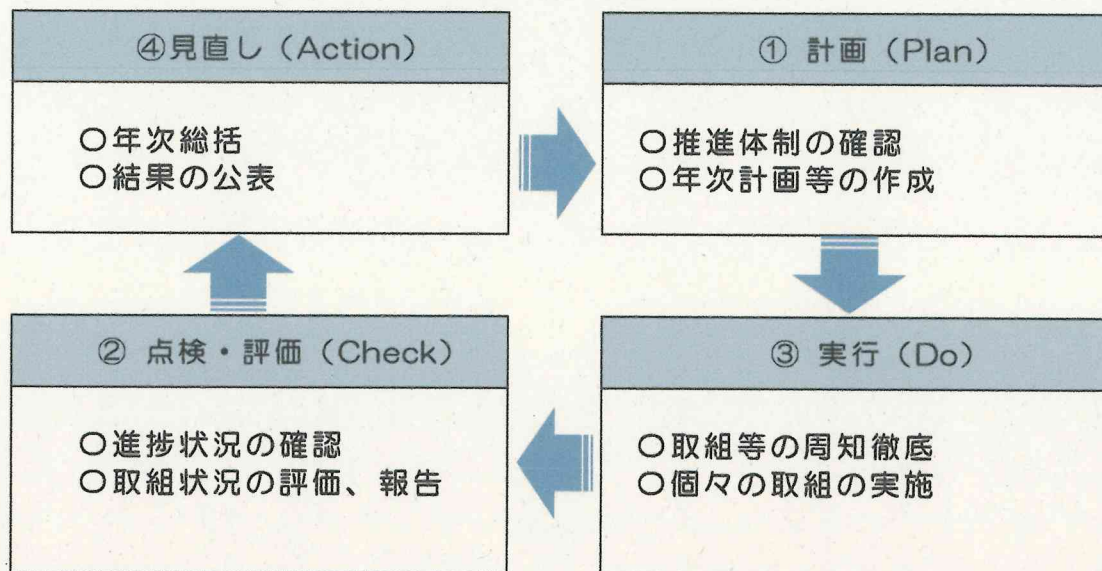 ④見直し（Action）
○年次総括
○結果の公表
① 計画（Plan）
○推進体制の確認
○年次計画等の作成
② 点検・評価（Check）
○進捗状況の確認
○取組状況の評価、報告
③ 実行（Do）
○取組等の周知徹底
○個々の取組の実施